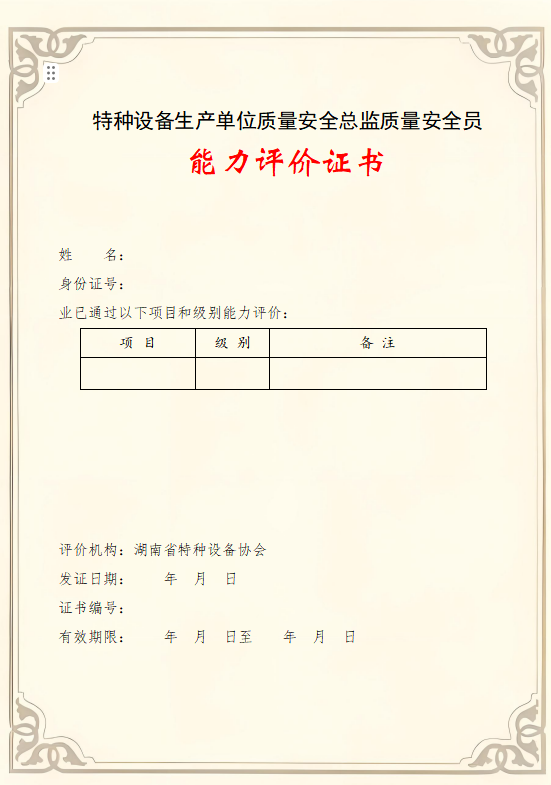 特种设备生产单位质量安全总监质量安全员
能力评价证书
姓　　名：
身份证号：
业已通过以下项目和级别能力评价：
项 目　级 别　备 注
评价机构：湖南省特种设备协会
发证日期：　　年　月　日
证书编号：
有效期限：　　年　月　日至　　年　月　日